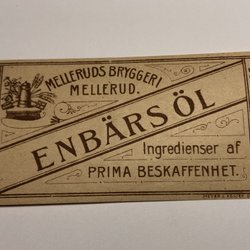 MELLERUDS BRYGGERI
MELLERUD.
ENBÄRSÖL
Ingredienser af
PRIMA BESKAFFENHET.